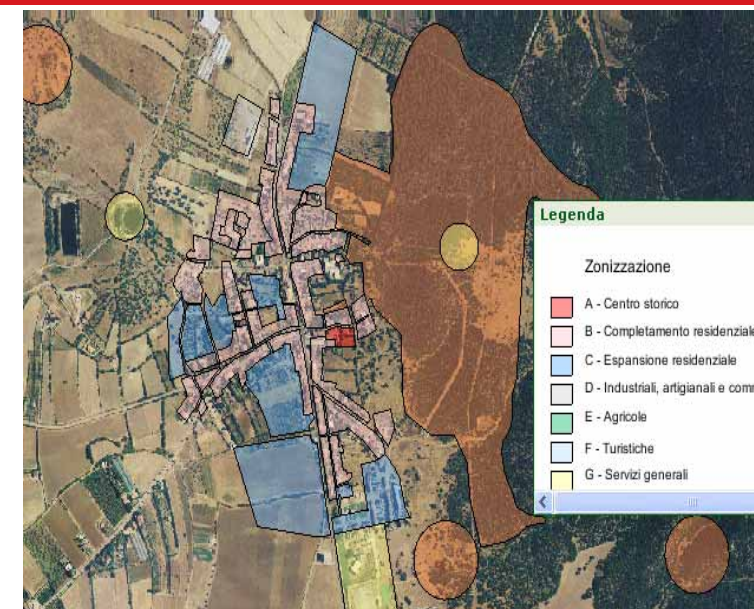 Legenda
Zonizzazione
A - Centro storico
B - Completamento residenziale
C - Espansione residenziale
D - Industriali, artigianali e comm
E - Agricole
F - Turistiche
G - Servizi generali